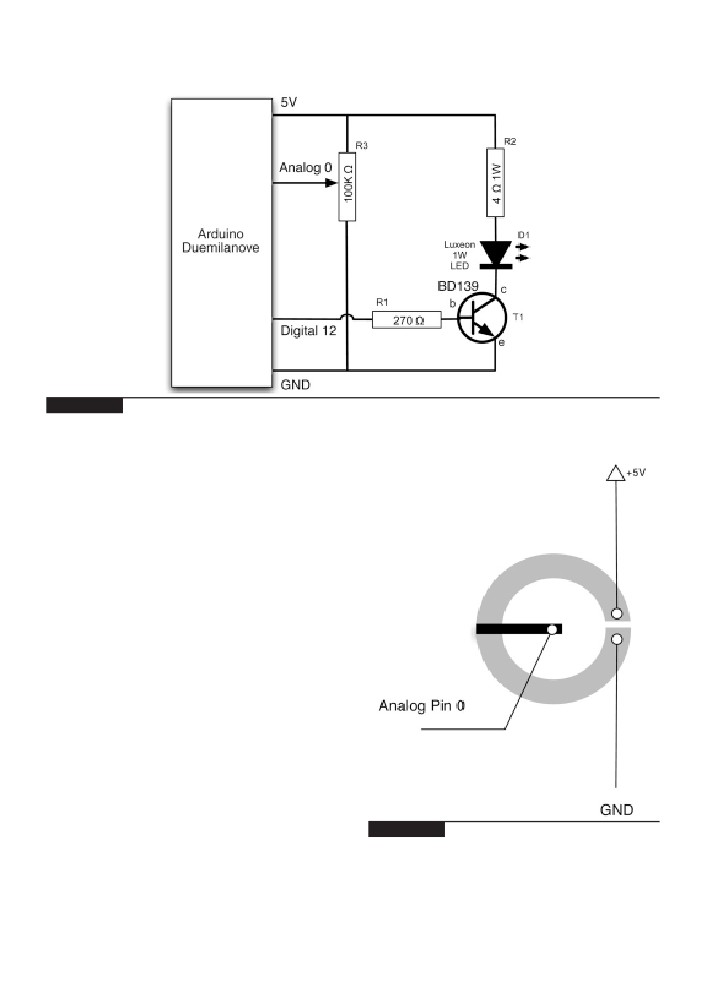 5V
R3
R2
Analog 0
100K Ω
4 Ω 1W
Arduino
Duemilanove
D1
Luxeon
1W
LED
BD139
c
R1
b
T1
270 Ω
Digital 12
e
GND
+5V
Analog Pin 0
GND